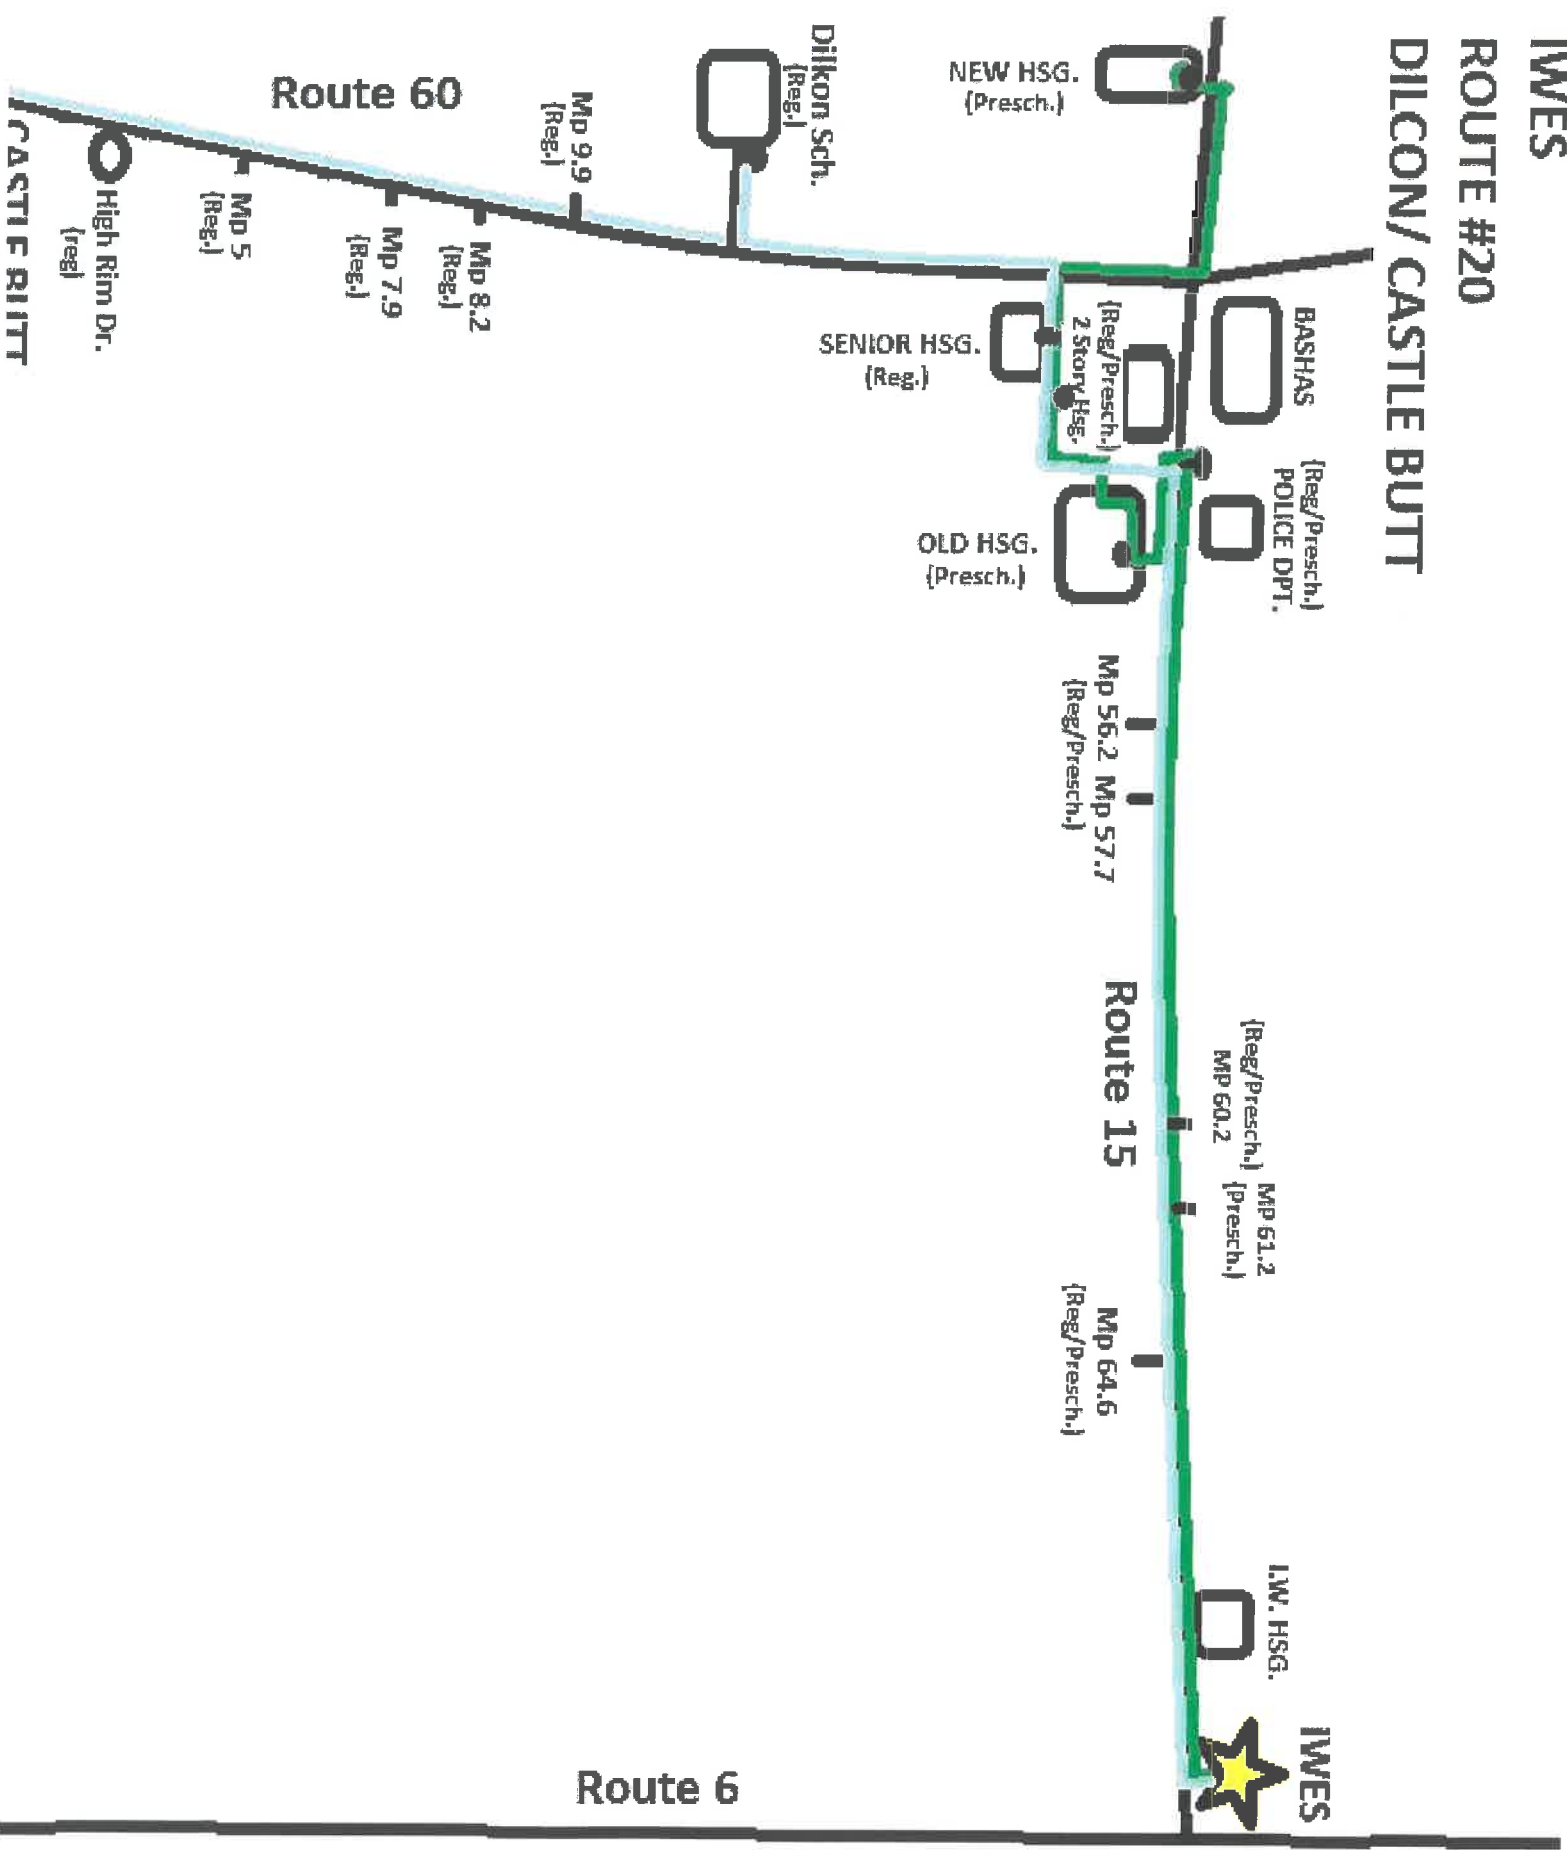 IWES
ROUTE #20
DILCON/ CASTLE BUTT
NEW HSG.
(Presch.)
Dilkon Sch.
(Reg.)
Route 60
Mp 9.9
(Reg.)
CASTLE BUTT
High Rim Dr.
(reg)
Mp 5
(Reg.)
Mp 7.9
(Reg.)
Mp 8.2
(Reg.)
SENIOR HSG.
(Reg.)
(Reg/Presch.)
2 Story Hsg.
BASHAS
(Reg/Presch.)
POLICE DPT.
OLD HSG.
(Presch.)
Mp 56.2 Mp 57.7
(Reg/Presch.)
Route 15
(Reg/Presch.)
MP 60.2
MP 61.2
(Presch.)
Mp 64.6
(Reg/Presch.)
I.W. HSG.
IWES
Route 6